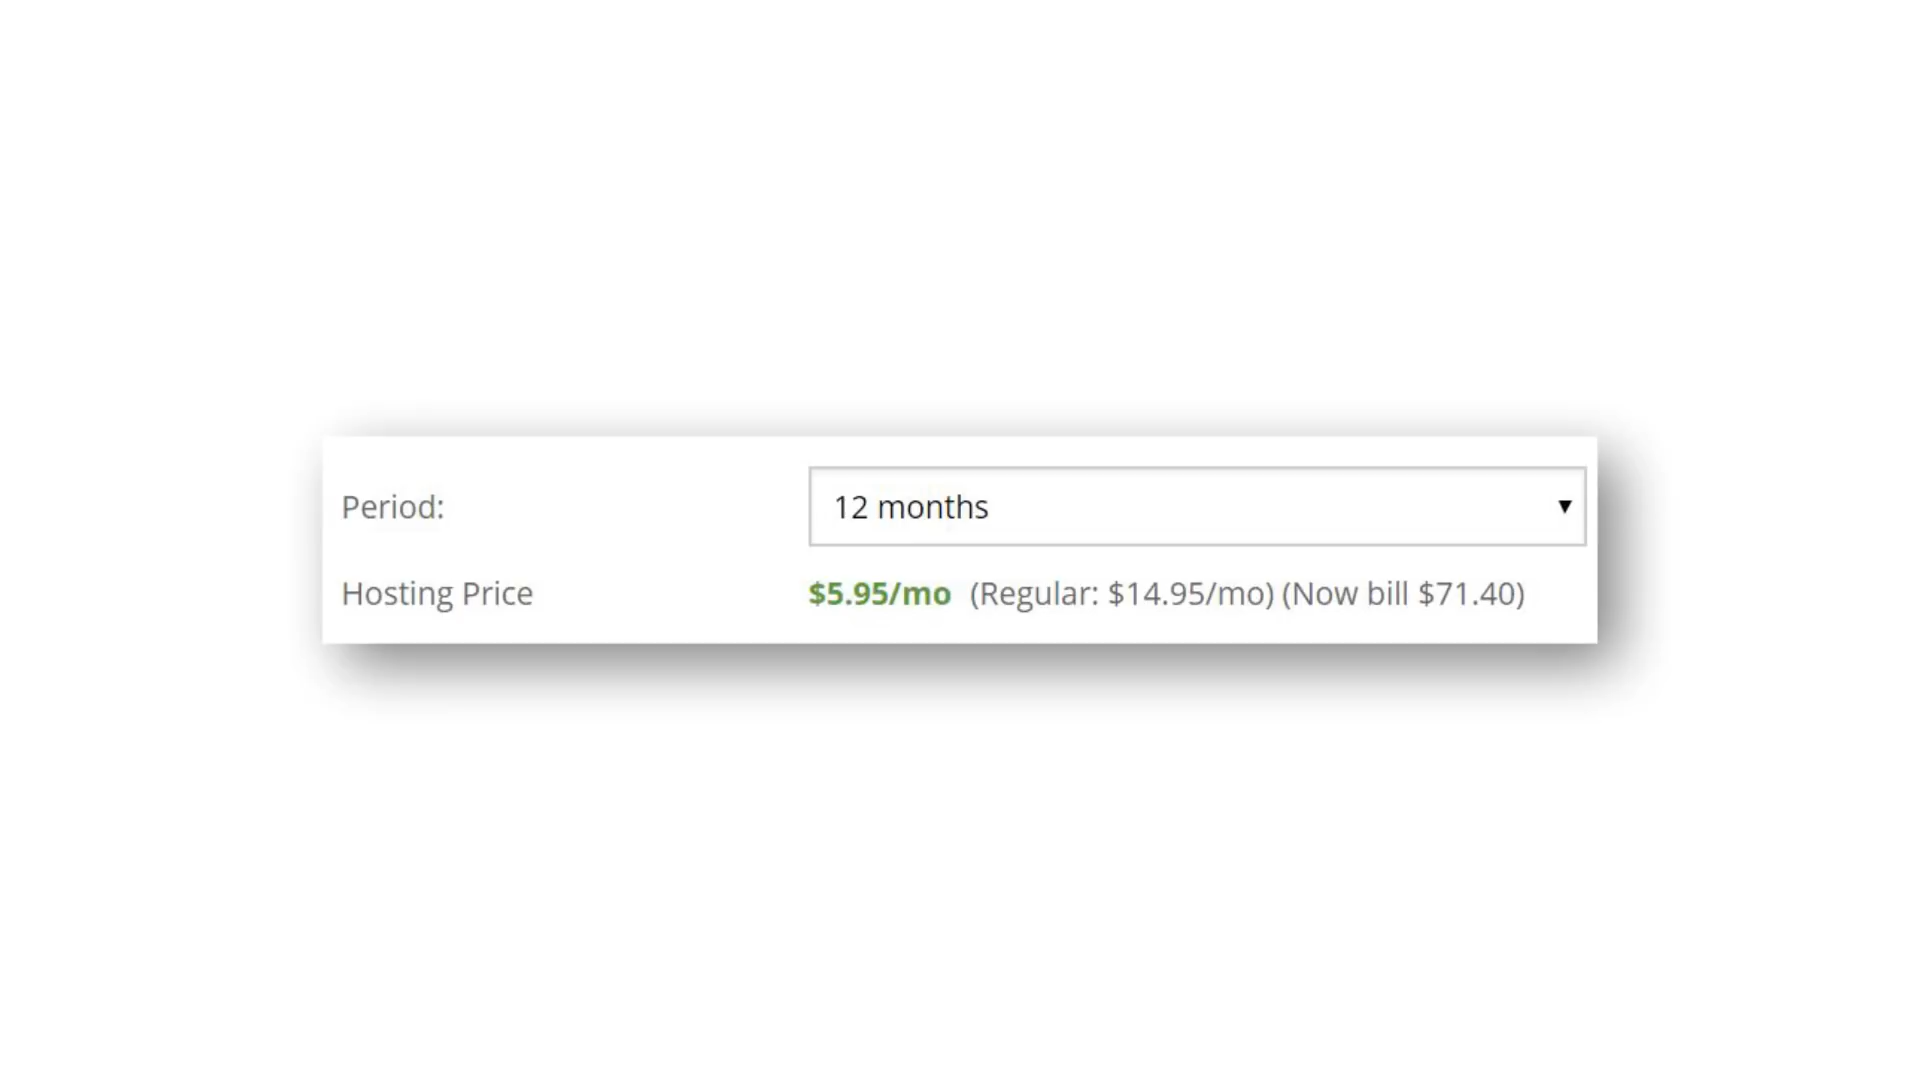 Period: 12 months
Hosting Price $5.95/mo (Regular: $14.95/mo) (Now bill $71.40)